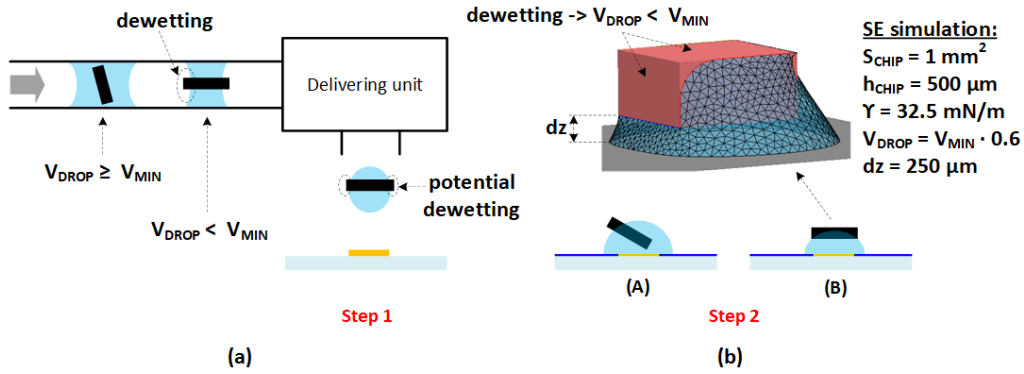 dewetting
Delivering unit
V_DROP ≥ V_MIN
V_DROP < V_MIN
potential
dewetting
Step 1
(a)
dewetting -> V_DROP < V_MIN
dz
SE simulation:
S_CHIP = 1 mm²
h_CHIP = 500 µm
ϒ = 32.5 mN/m
V_DROP = V_MIN · 0.6
dz = 250 µm
(A)
(B)
Step 2
(b)